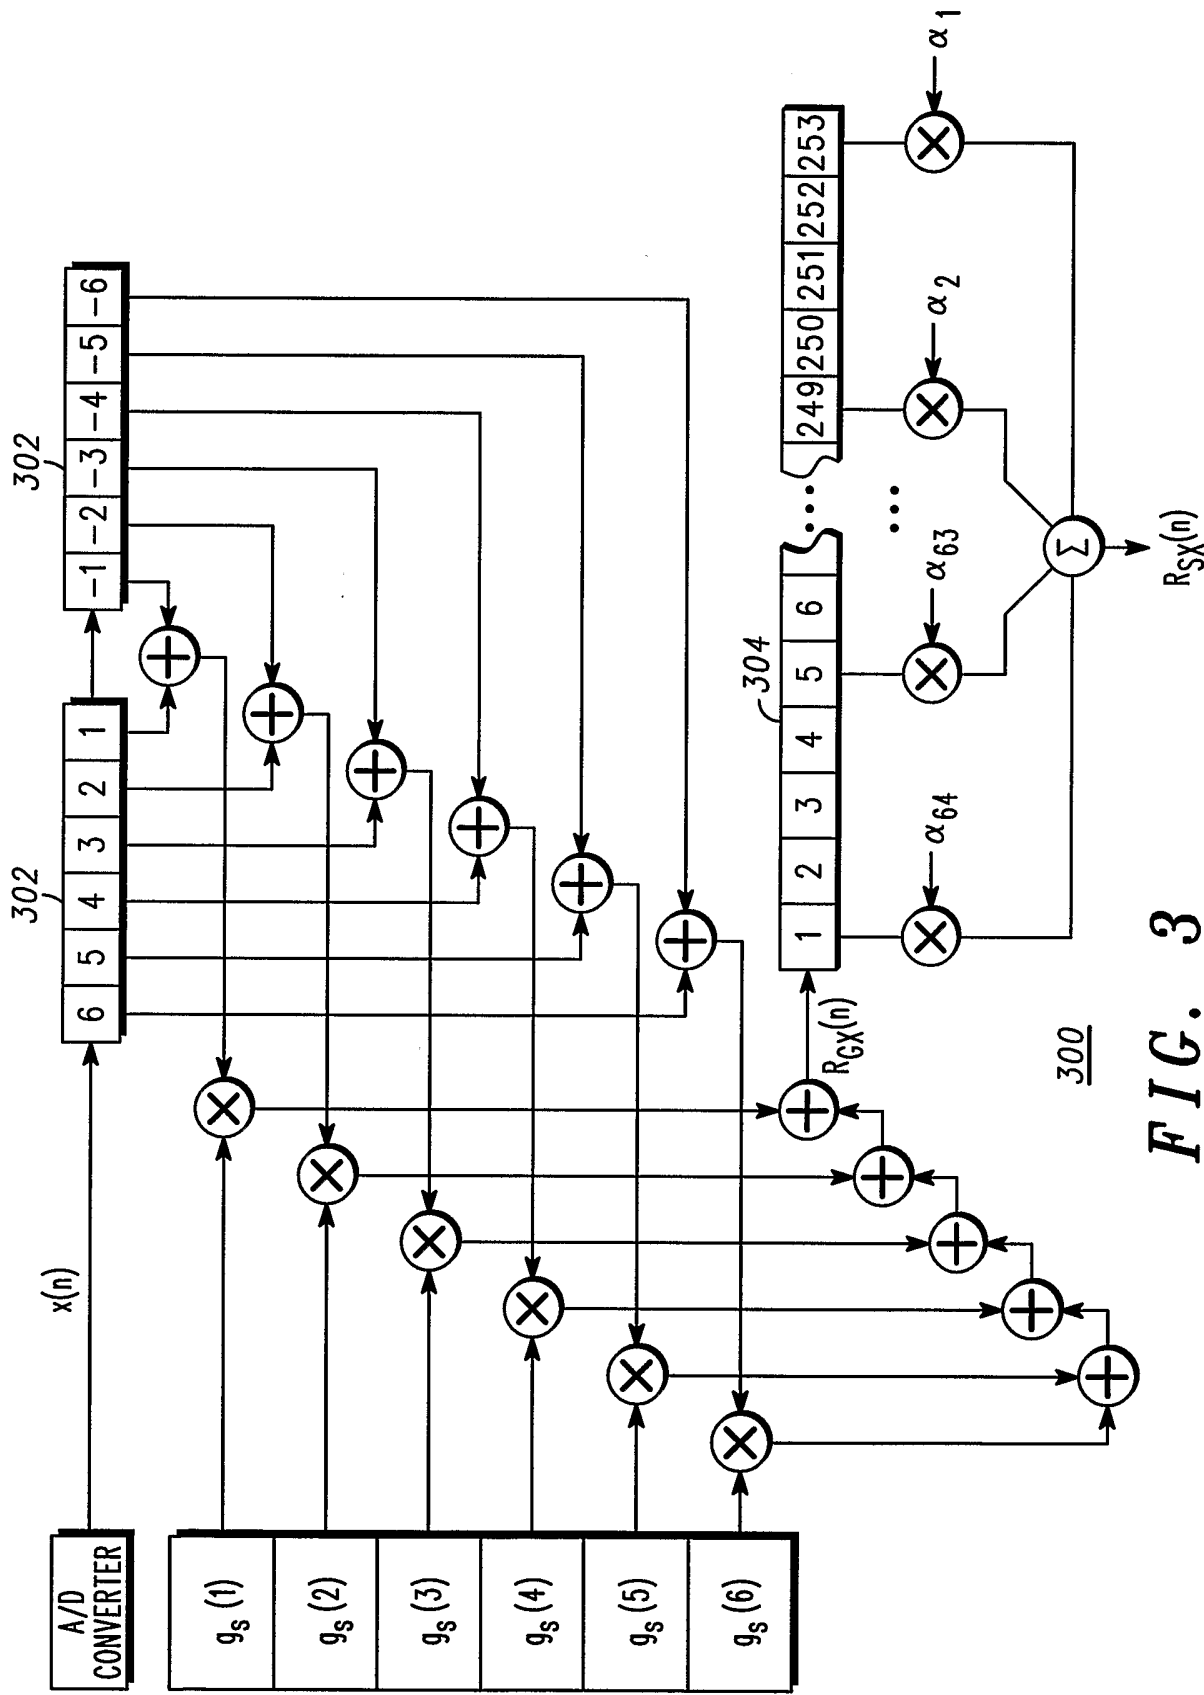 A/D
CONVERTER
x(n)
302
6 5 4 3 2 1
302
-1 -2 -3 -4 -5 -6
gs(1)
gs(2)
gs(3)
gs(4)
gs(5)
gs(6)
RGX(n)
304
1 2 3 4 5 6 ... 249 250 251 252 253
α64
α63
...
α2
α1
Σ
RSX(n)
300
FIG. 3